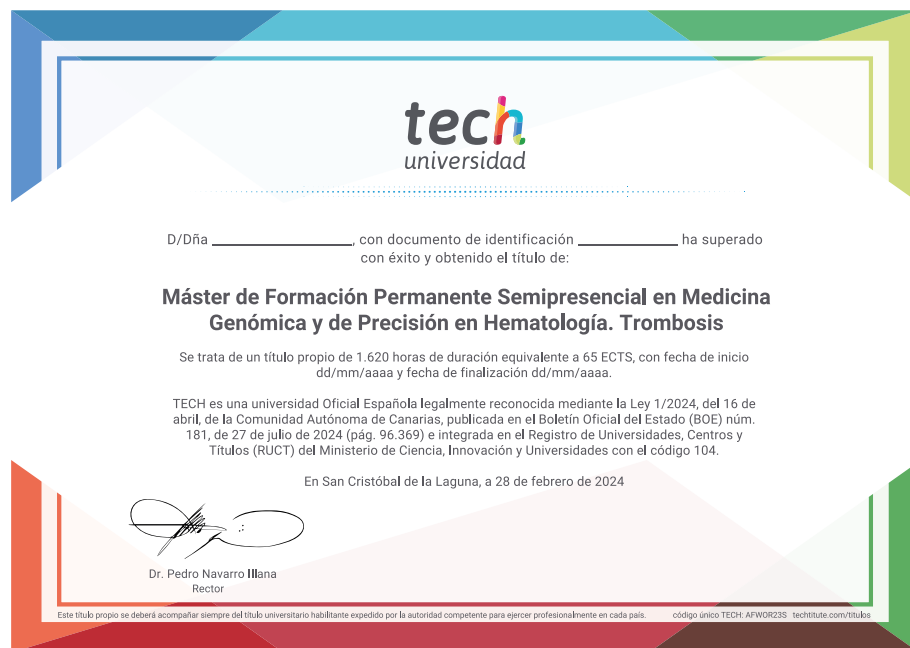 tech
universidad
D/Dña ____________________, con documento de identificación ______________ ha superado
con éxito y obtenido el título de:
Máster de Formación Permanente Semipresencial en Medicina
Genómica y de Precisión en Hematología. Trombosis
Se trata de un título propio de 1.620 horas de duración equivalente a 65 ECTS, con fecha de inicio
dd/mm/aaaa y fecha de finalización dd/mm/aaaa.
TECH es una universidad Oficial Española legalmente reconocida mediante la Ley 1/2024, del 16 de
abril, de la Comunidad Autónoma de Canarias, publicada en el Boletín Oficial del Estado (BOE) núm.
181, de 27 de julio de 2024 (pág. 96.369) e integrada en el Registro de Universidades, Centros y
Títulos (RUCT) del Ministerio de Ciencia, Innovación y Universidades con el código 104.
En San Cristóbal de la Laguna, a 28 de febrero de 2024
Dr. Pedro Navarro Illana
Rector
Este título propio se deberá acompañar siempre del título universitario habilitante expedido por la autoridad competente para ejercer profesionalmente en cada país. código único TECH: AFWOR23S techtitute.com/titulos